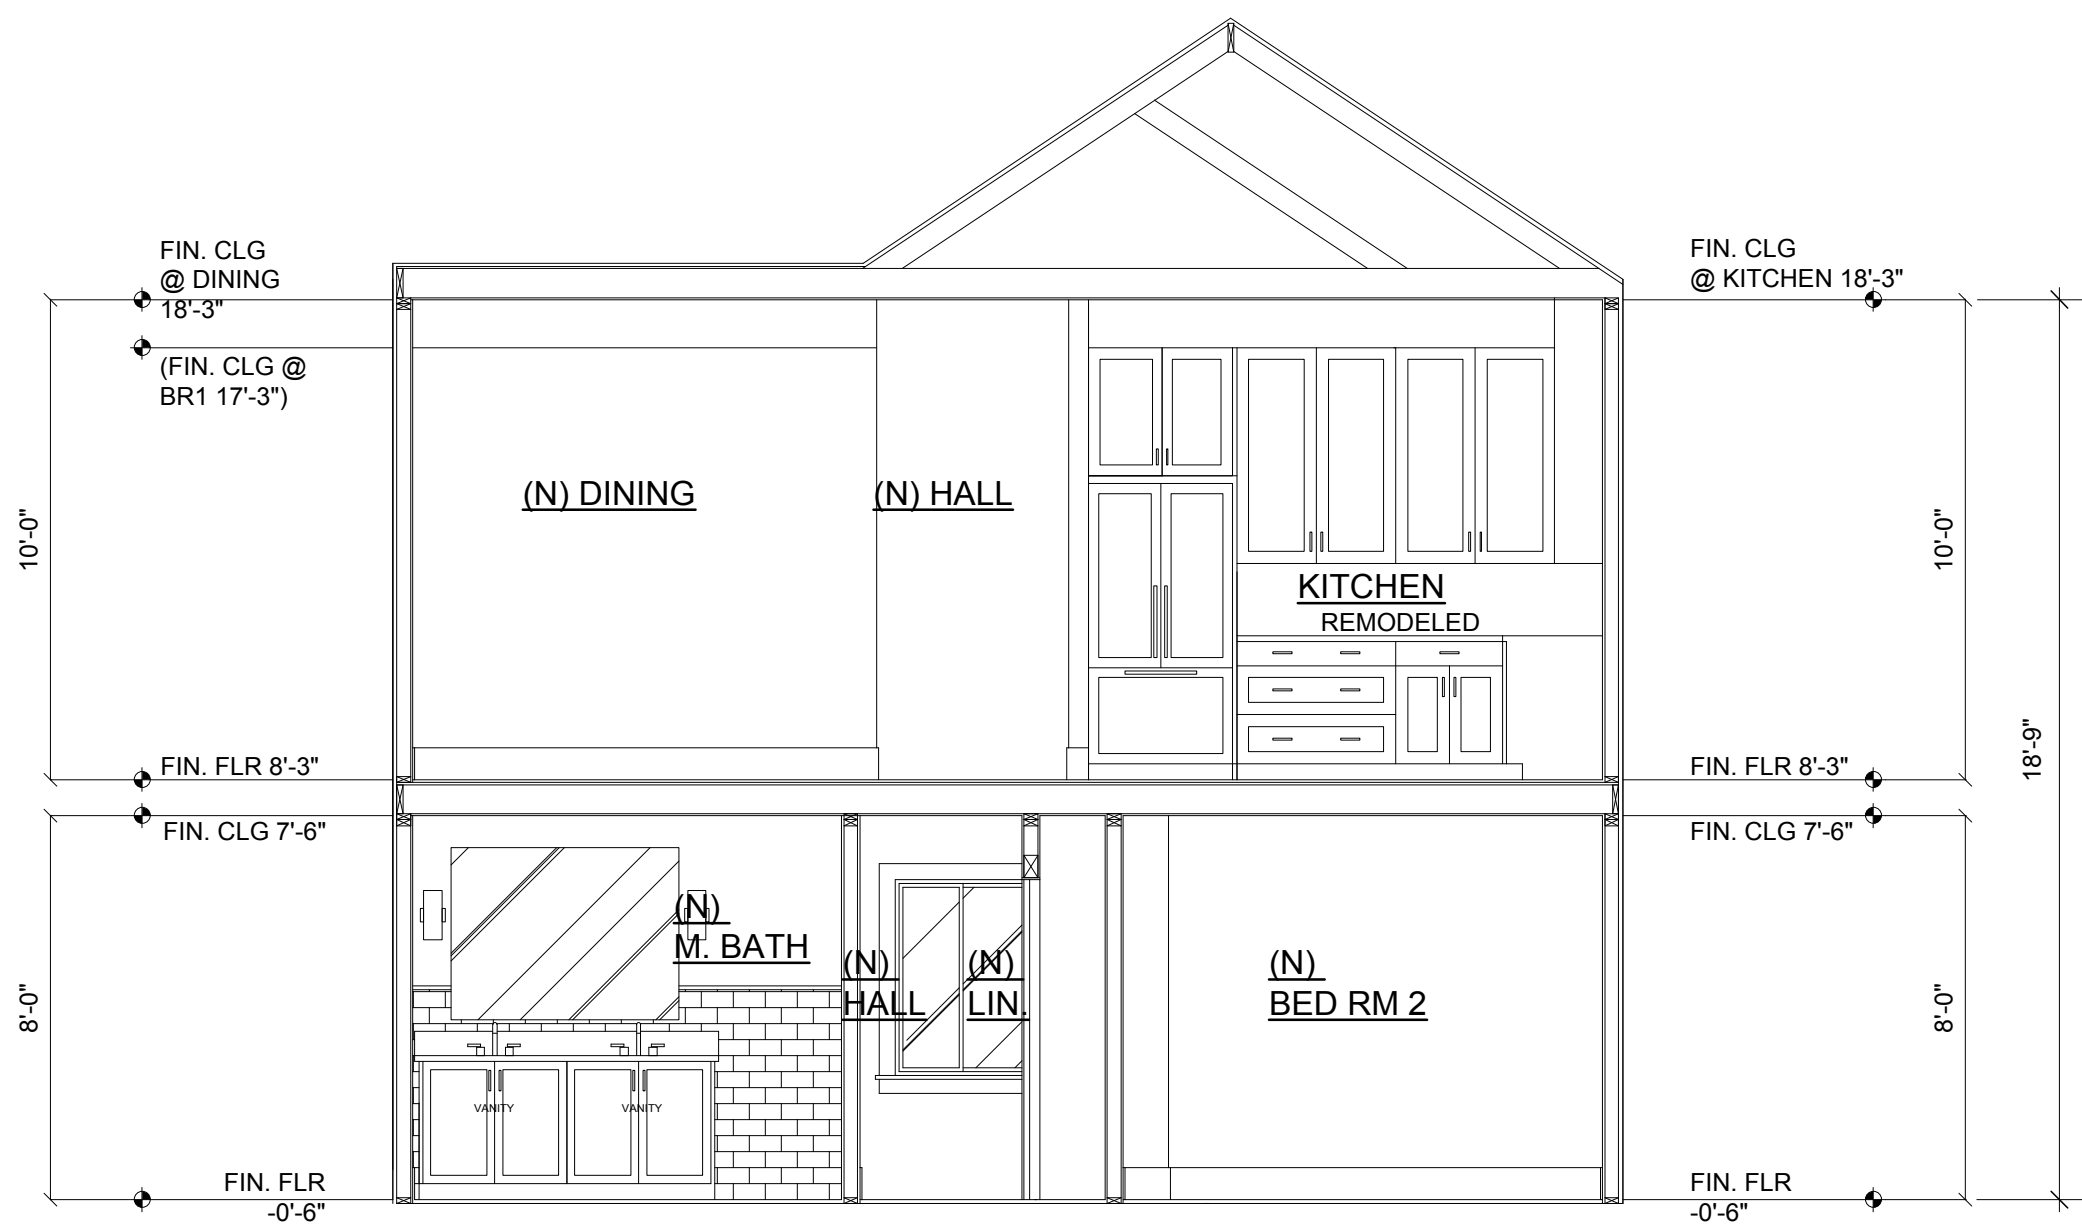 FIN. CLG
@ DINING
18'-3"
(FIN. CLG @
BR1 17'-3")
FIN. CLG
@ KITCHEN 18'-3"
(N) DINING
(N) HALL
KITCHEN
REMODELED
10'-0"
10'-0"
18'-9"
FIN. FLR 8'-3"
FIN. FLR 8'-3"
FIN. CLG 7'-6"
FIN. CLG 7'-6"
(N)
M. BATH
(N)
HALL
(N)
LIN.
(N)
BED RM 2
8'-0"
8'-0"
VANITY
VANITY
FIN. FLR
-0'-6"
FIN. FLR
-0'-6"